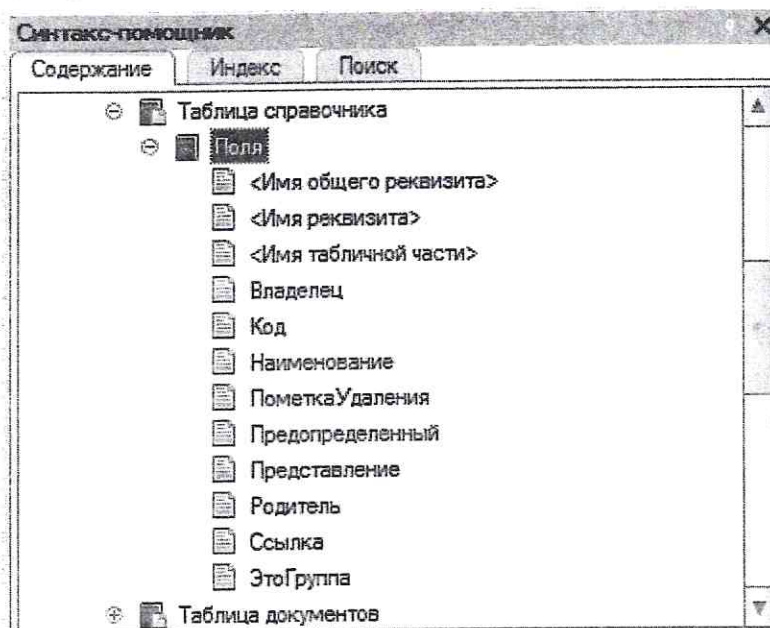 Синтакс-помощник
Содержание Индекс Поиск
Таблица справочника
Поля
<Имя общего реквизита>
<Имя реквизита>
<Имя табличной части>
Владелец
Код
Наименование
ПометкаУдаления
Предопределенный
Представление
Родитель
Ссылка
ЭтоГруппа
Таблица документов